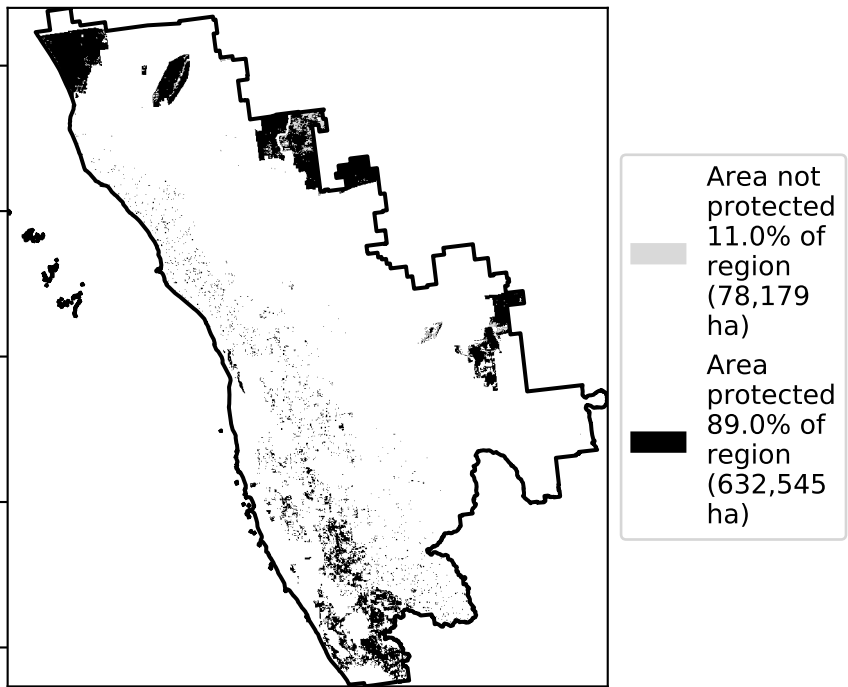 Area not
protected
11.0% of
region
(78,179
ha)
Area
protected
89.0% of
region
(632,545
ha)